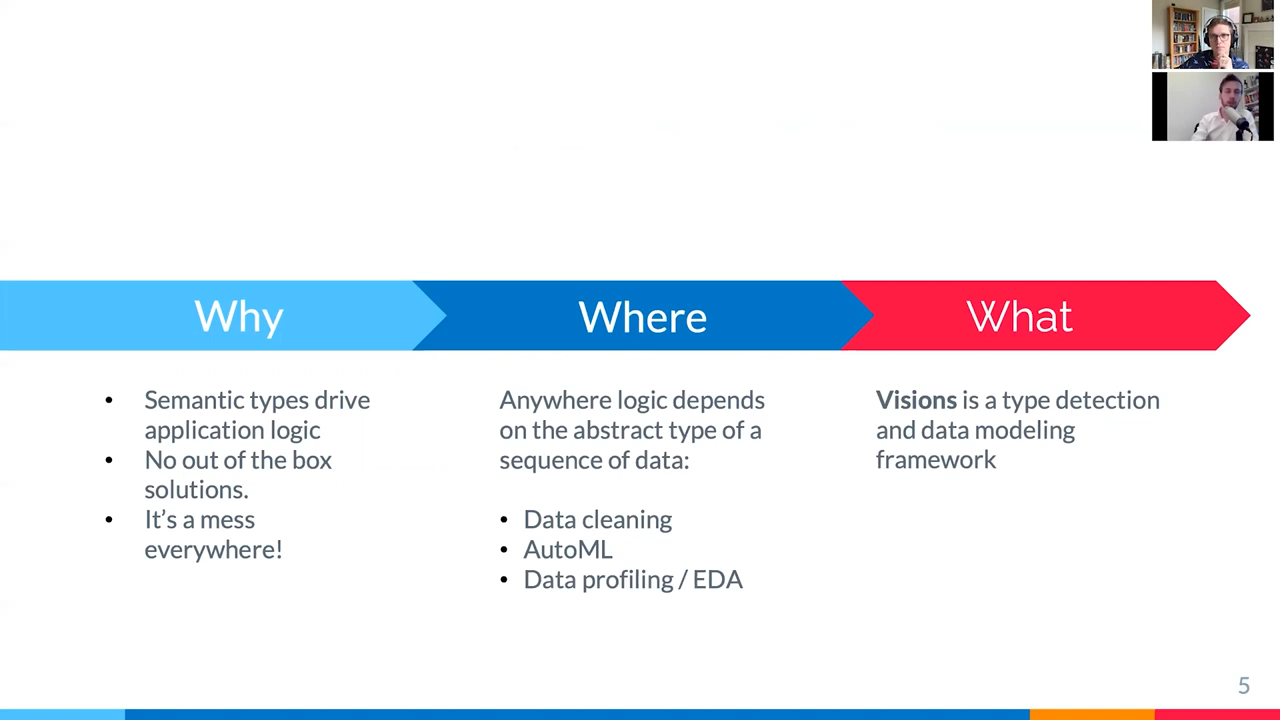 Why
Where
What
• Semantic types drive
application logic
• No out of the box
solutions.
• It's a mess
everywhere!
Anywhere logic depends
on the abstract type of a
sequence of data:
• Data cleaning
• AutoML
• Data profiling / EDA
Visions is a type detection
and data modeling
framework
5